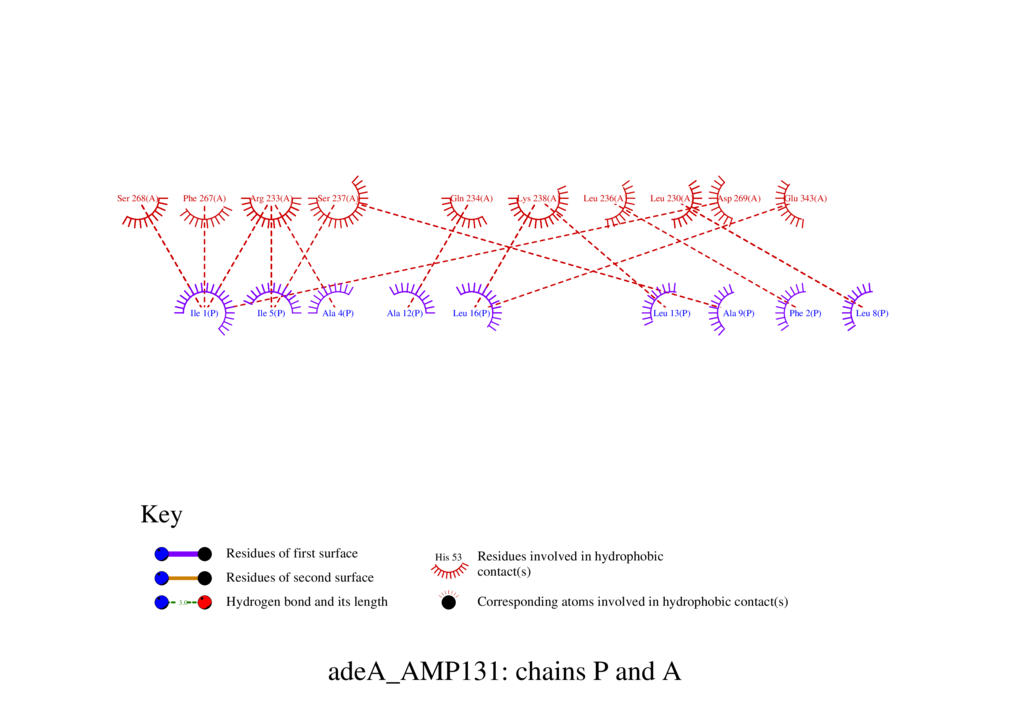 Ser 268(A) Phe 267(A) Arg 233(A) Ser 237(A) Gln 234(A) Lys 238(A) Leu 236(A) Leu 230(A) Asp 269(A) Glu 343(A)
Ile 1(P) Ile 5(P) Ala 4(P) Ala 12(P) Leu 16(P) Leu 13(P) Ala 9(P) Phe 2(P) Leu 8(P)
Key
Residues of first surface
Residues of second surface
3.0 Hydrogen bond and its length
His 53 Residues involved in hydrophobic
contact(s)
Corresponding atoms involved in hydrophobic contact(s)
adeA_AMP131: chains P and A